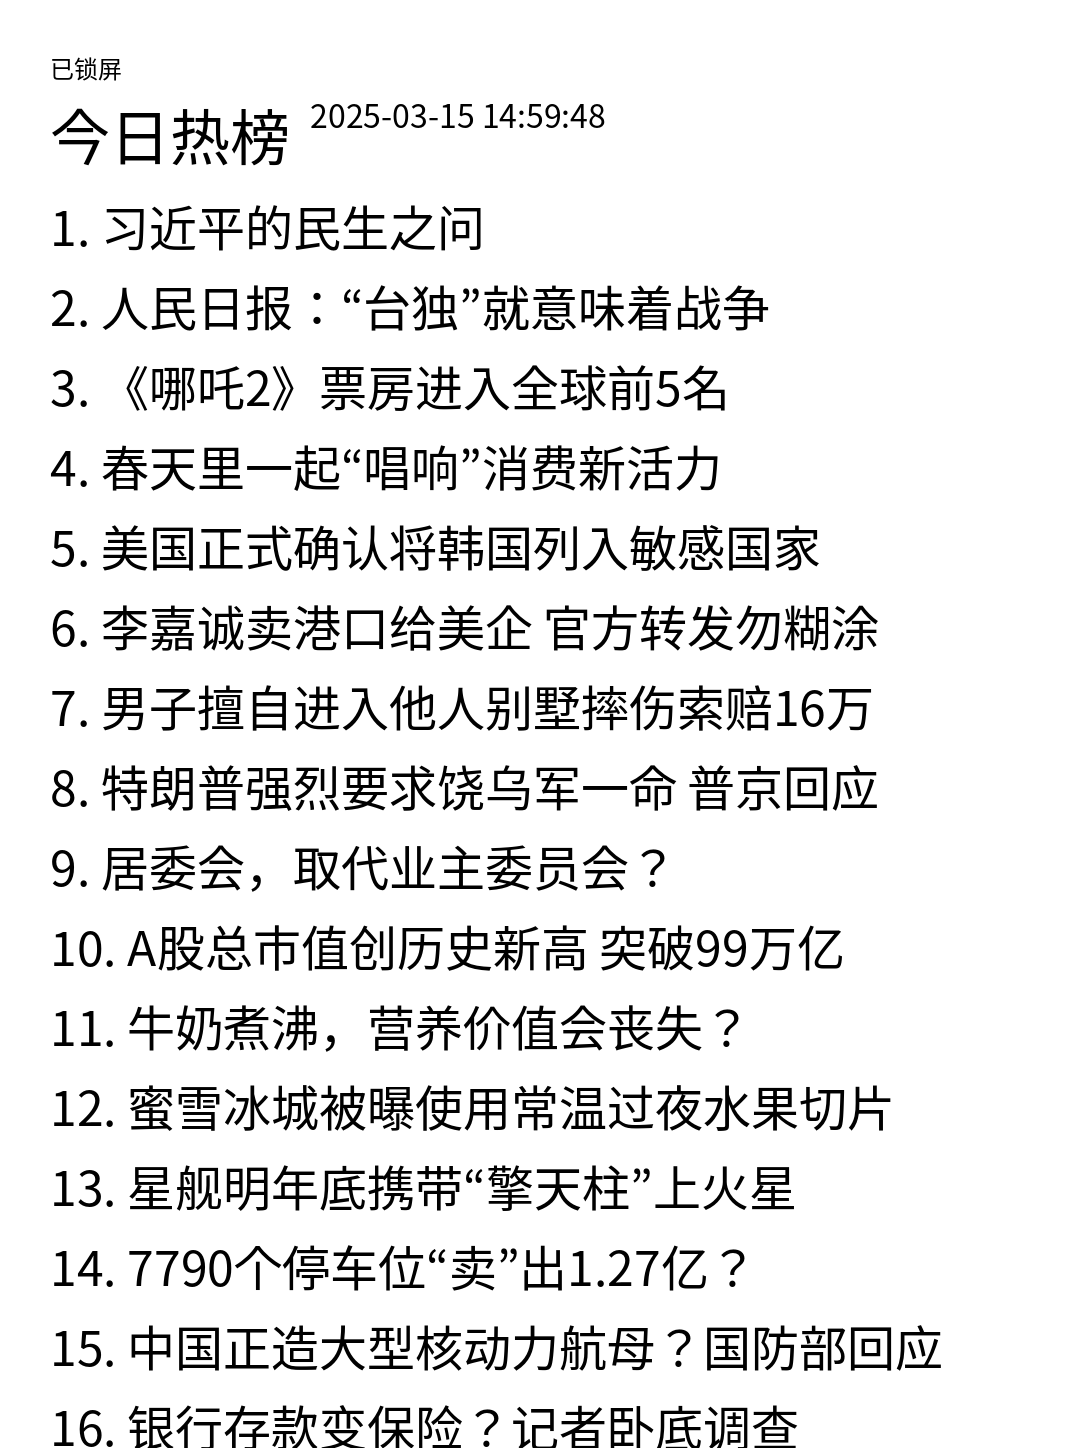 已锁屏
今日热榜 2025-03-15 14:59:48
1. 习近平的民生之问
2. 人民日报：“台独”就意味着战争
3. 《哪吒2》票房进入全球前5名
4. 春天里一起“唱响”消费新活力
5. 美国正式确认将韩国列入敏感国家
6. 李嘉诚卖港口给美企 官方转发勿糊涂
7. 男子擅自进入他人别墅摔伤索赔16万
8. 特朗普强烈要求饶乌军一命 普京回应
9. 居委会，取代业主委员会？
10. A股总市值创历史新高 突破99万亿
11. 牛奶煮沸，营养价值会丧失？
12. 蜜雪冰城被曝使用常温过夜水果切片
13. 星舰明年底携带“擎天柱”上火星
14. 7790个停车位“卖”出1.27亿？
15. 中国正造大型核动力航母？国防部回应
16. 银行存款变保险？记者卧底调查